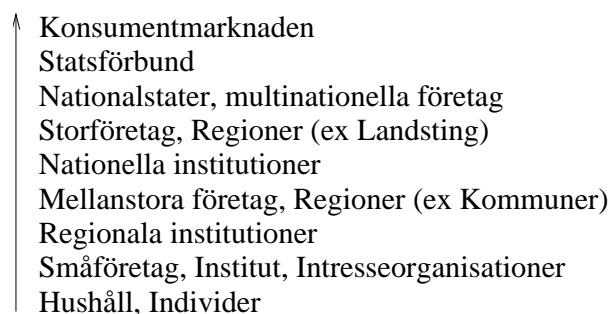 Konsumentmarknaden
Statsförbund
Nationalstater, multinationella företag
Storföretag, Regioner (ex Landsting)
Nationella institutioner
Mellanstora företag, Regioner (ex Kommuner)
Regionala institutioner
Småföretag, Institut, Intresseorganisationer
Hushåll, Individer